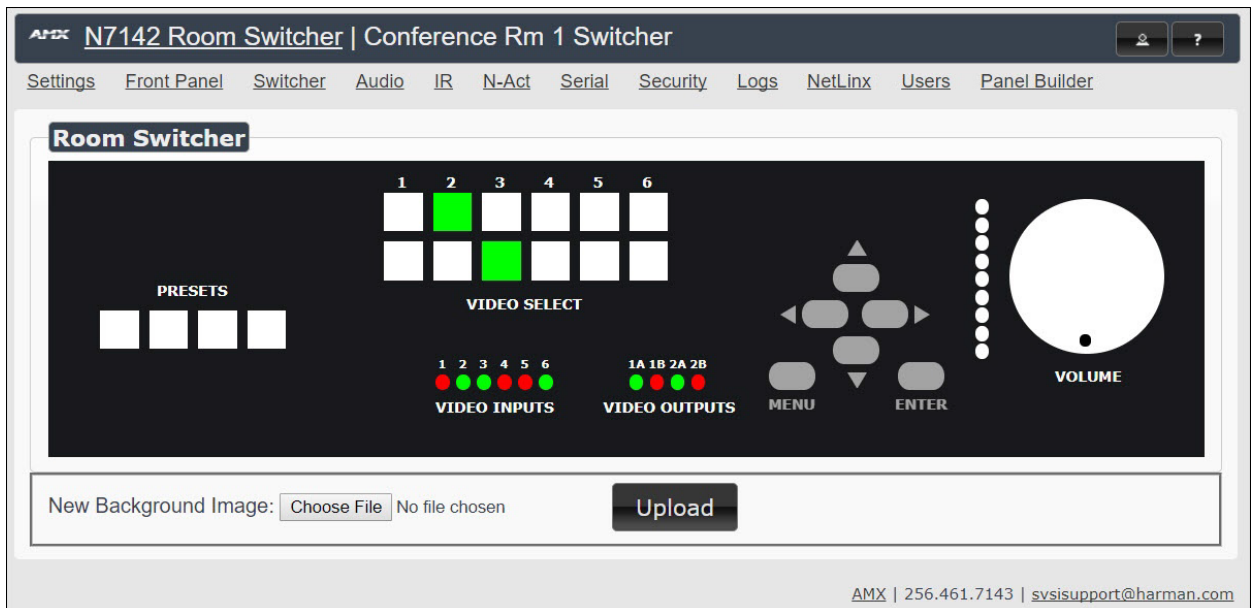 AMX N7142 Room Switcher | Conference Rm 1 Switcher ?
Settings Front Panel Switcher Audio IR N-Act Serial Security Logs NetLinx Users Panel Builder
Room Switcher
1 2 3 4 5 6
VIDEO SELECT
PRESETS
1 2 3 4 5 6
VIDEO INPUTS
1A 1B 2A 2B
VIDEO OUTPUTS
MENU
ENTER
VOLUME
New Background Image: Choose File No file chosen Upload
AMX | 256.461.7143 | svsisupport@harman.com